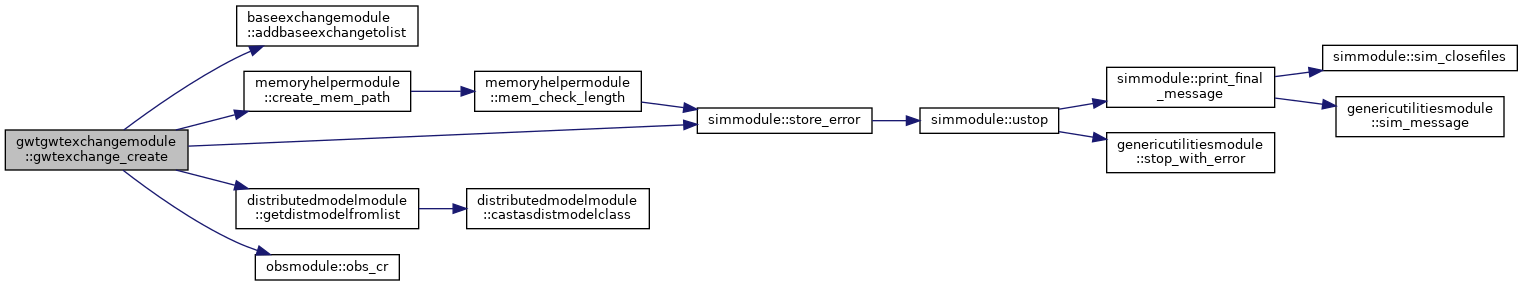 gwtgwtexchangemodule
::gwtexchange_create
baseexchangemodule
::addbaseexchangetolist
memoryhelpermodule
::create_mem_path
memoryhelpermodule
::mem_check_length
simmodule::store_error
simmodule::ustop
simmodule::print_final
_message
simmodule::sim_closefiles
genericutilitiesmodule
::sim_message
genericutilitiesmodule
::stop_with_error
distributedmodelmodule
::getdistmodelfromlist
distributedmodelmodule
::castasdistmodelclass
obsmodule::obs_cr